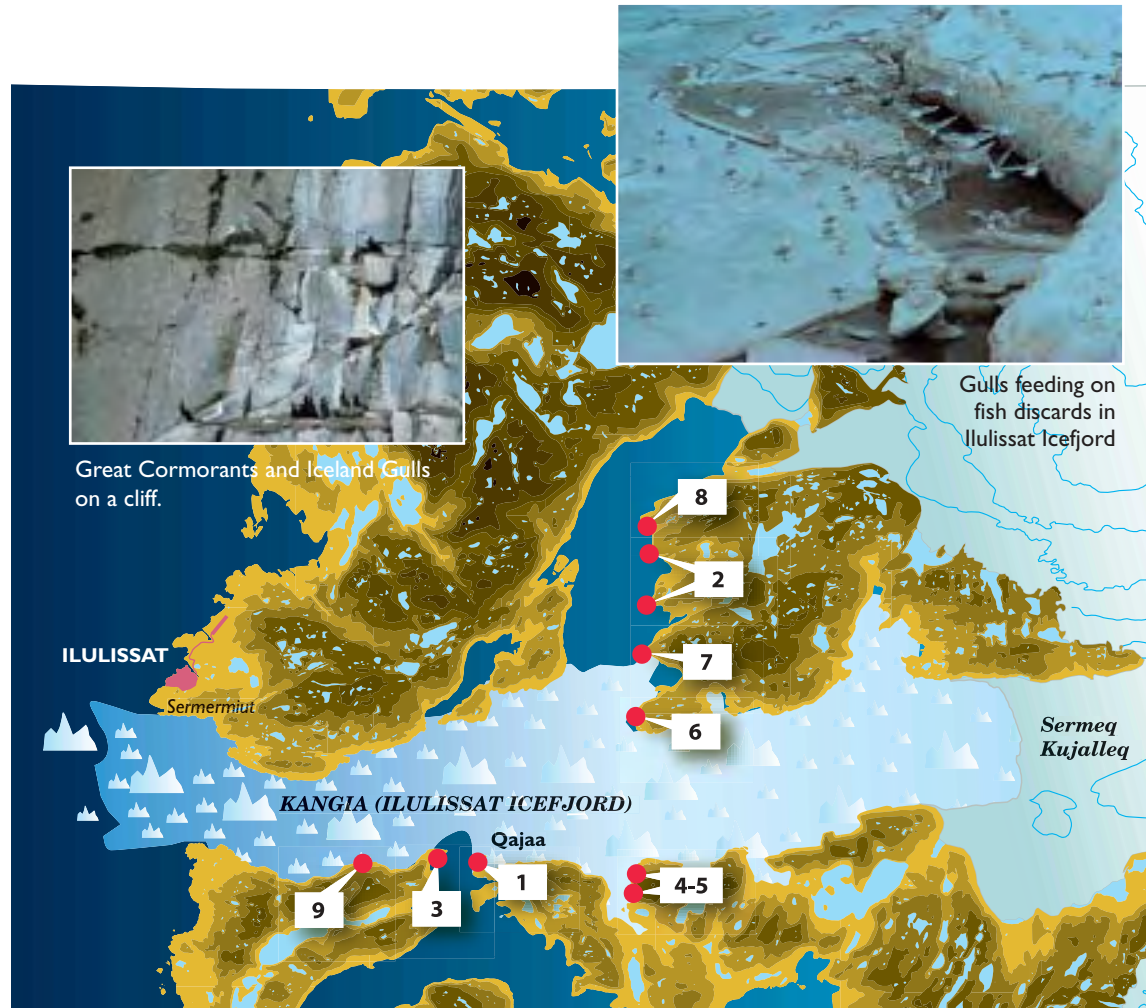 Gulls feeding on
fish discards in
Ilulissat Icefjord
Great Cormorants and Iceland Gulls
on a cliff.
8
2
7
6
ILULISSAT
Sermermiut
Sermeq
Kujalleq
KANGIA (ILULISSAT ICEFJORD)
Qajaa
9
3
1
4-5